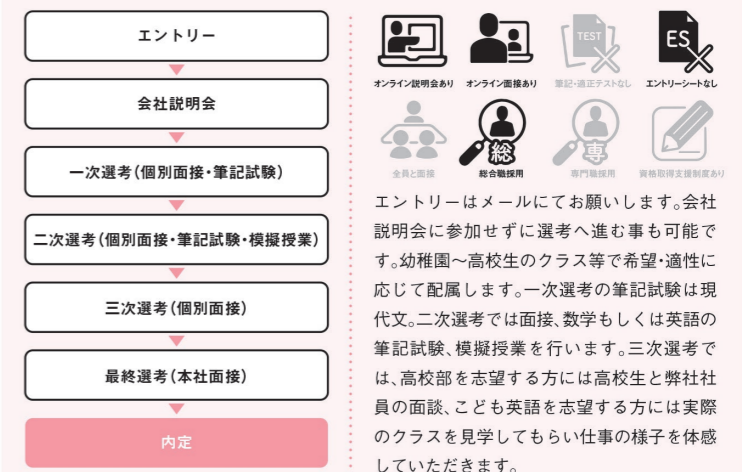 エントリー
会社説明会
一次選考(個別面接・筆記試験)
二次選考(個別面接・筆記試験・模擬授業)
三次選考(個別面接)
最終選考(本社面接)
内定
TEST
ES
オンライン説明会あり
オンライン面接あり
筆記・適正テストなし
エントリーシートなし
総
専
全員と面接
総合職採用
専門職採用
資格取得支援制度あり
エントリーはメールにてお願いします。会社
説明会に参加せずに選考へ進む事も可能で
す。幼稚園〜高校生のクラス等で希望・適性に
応じて配属します。一次選考の筆記試験は現
代文。二次選考では面接、数学もしくは英語の
筆記試験、模擬授業を行います。三次選考で
は、高校部を志望する方には高校生と弊社社
員の面談、こども英語を志望する方には実際
のクラスを見学してもらい仕事の様子を体感
していただきます。